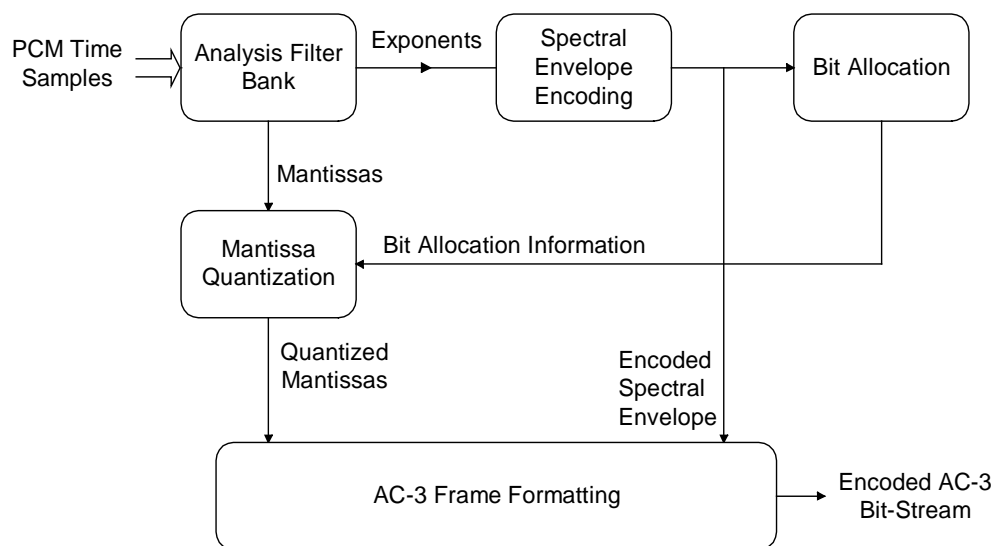 PCM Time
Samples
Analysis Filter
Bank
Exponents
Spectral
Envelope
Encoding
Bit Allocation
Mantissas
Mantissa
Quantization
Bit Allocation Information
Quantized
Mantissas
Encoded
Spectral
Envelope
AC-3 Frame Formatting
Encoded AC-3
Bit-Stream